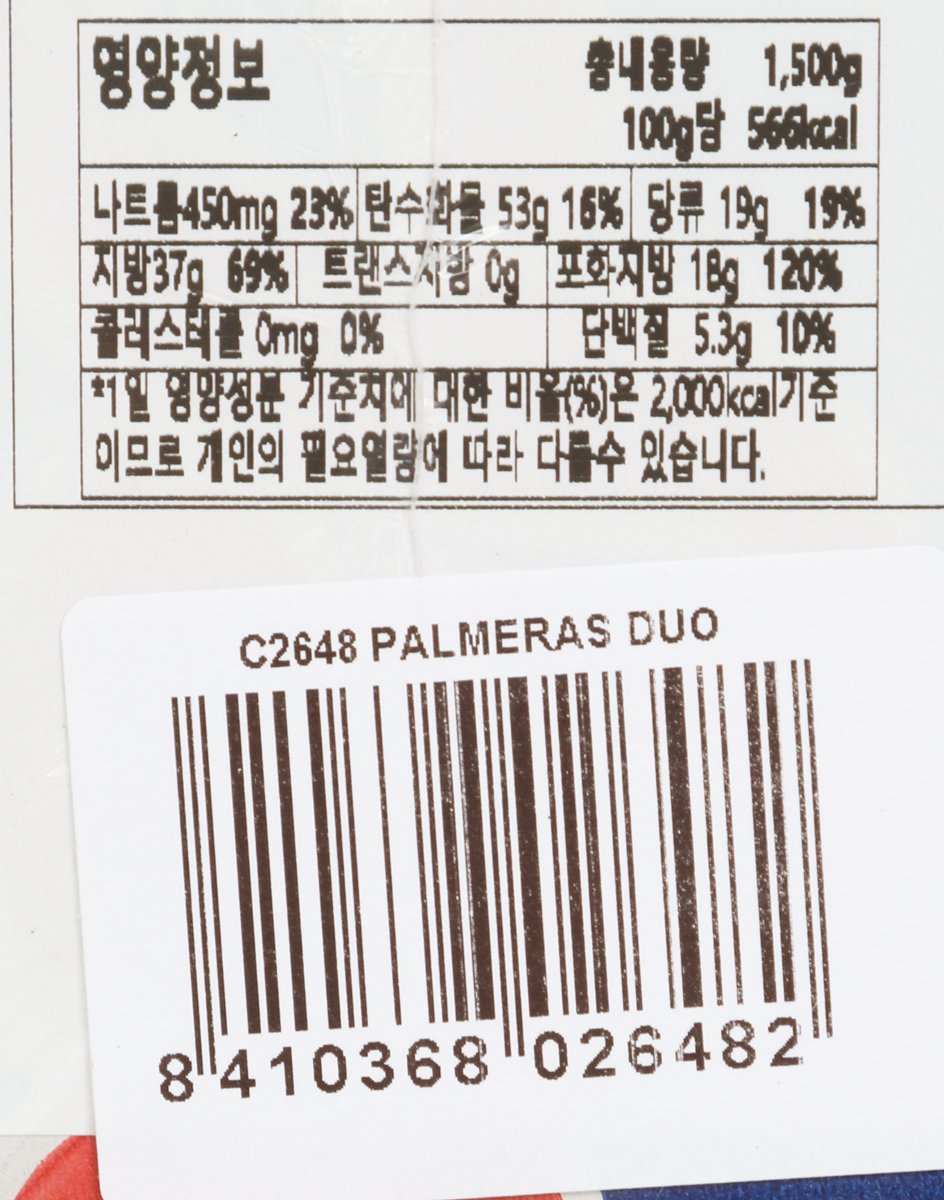 영양정보
총내용량 1,500g
100g당 566kcal
나트륨450mg 23% 탄수화물 53g 16% 당류 19g 19%
지방37g 69% 트랜스지방 0g 포화지방 18g 120%
콜레스테롤 0mg 0% 단백질 5.3g 10%
*1일 영양성분 기준치에 대한 비율(%)은 2,000kcal기준
이므로 개인의 필요열량에 따라 다를수 있습니다.
C2648 PALMERAS DUO
8 410368 026482